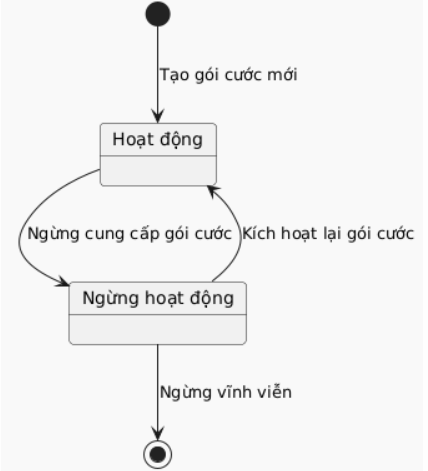 Tạo gói cước mới
Hoạt động
Ngừng cung cấp gói cước
Kích hoạt lại gói cước
Ngừng hoạt động
Ngừng vĩnh viễn